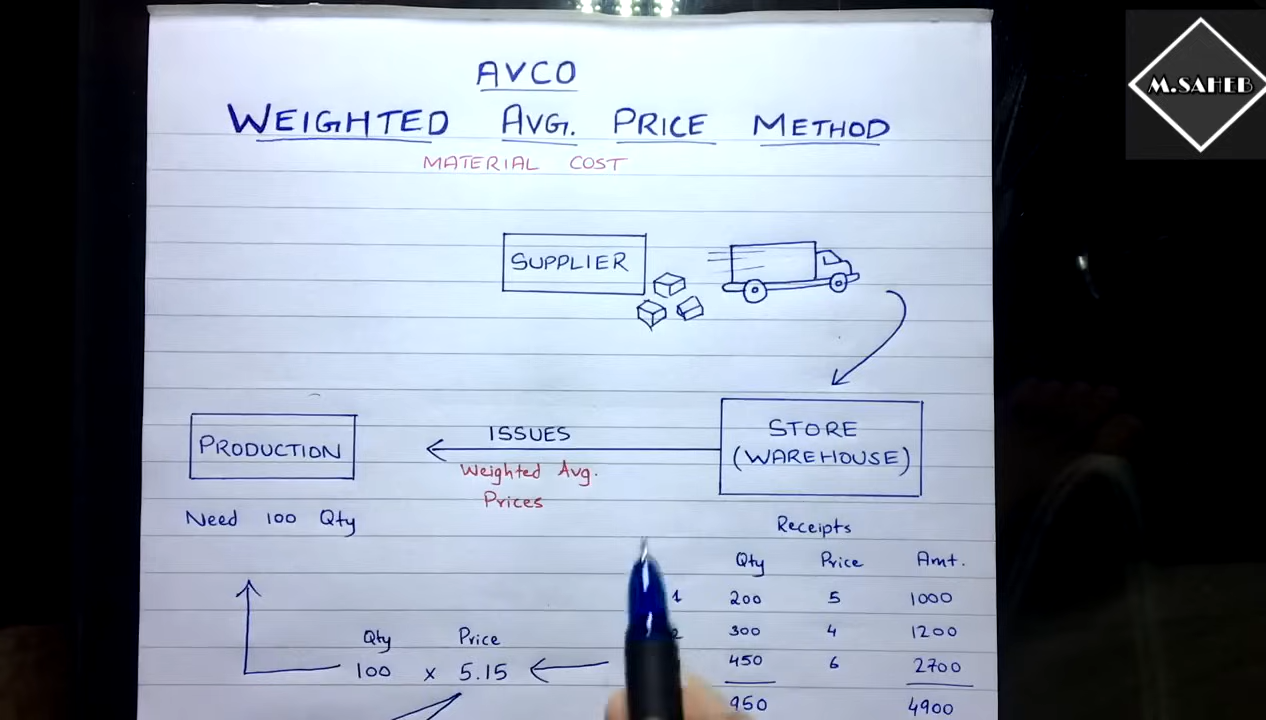 AVCO
WEIGHTED AVG. PRICE METHOD
MATERIAL COST
M.SAHEB
SUPPLIER
PRODUCTION
ISSUES
Weighted Avg.
Prices
STORE
(WAREHOUSE)
Need 100 Qty
Receipts
Qty Price Amt.
1 200 5 1000
2 300 4 1200
450 6 2700
950 4900
Qty Price
100 x 5.15